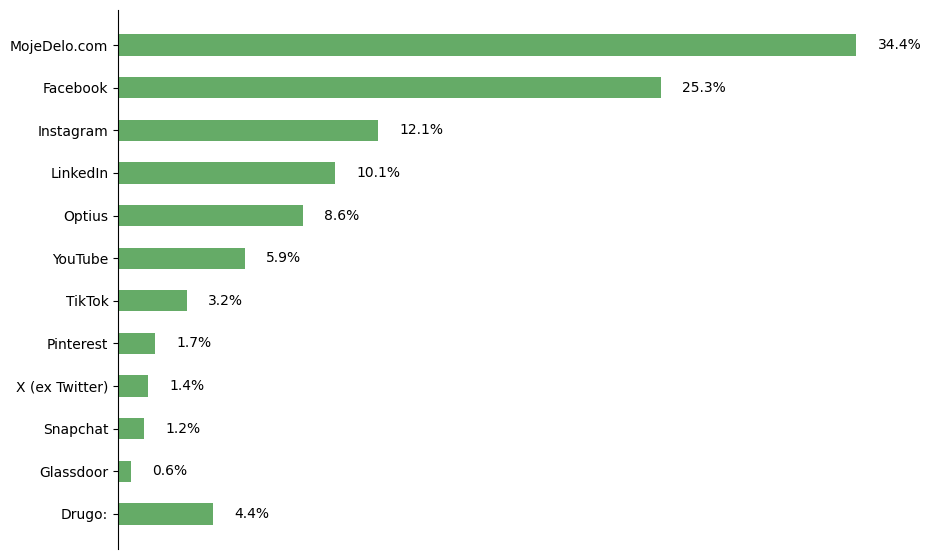 MojeDelo.com 34.4%
Facebook 25.3%
Instagram 12.1%
LinkedIn 10.1%
Optius 8.6%
YouTube 5.9%
TikTok 3.2%
Pinterest 1.7%
X (ex Twitter) 1.4%
Snapchat 1.2%
Glassdoor 0.6%
Drugo: 4.4%